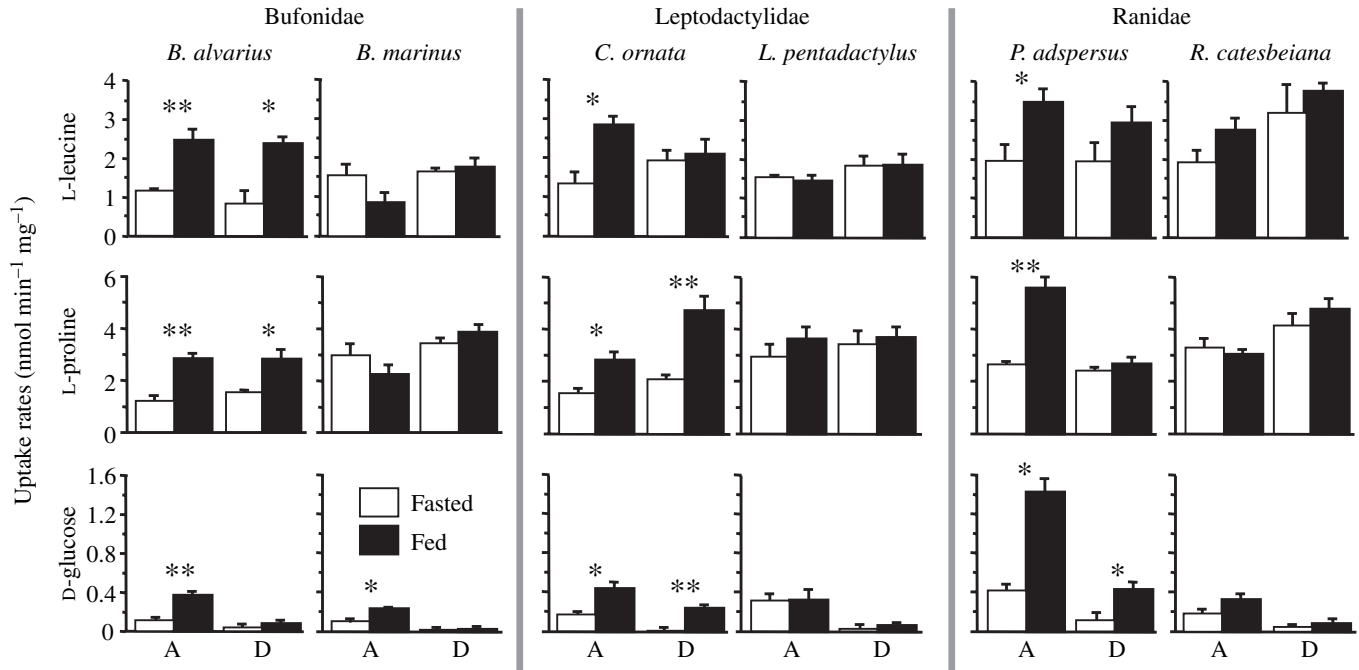 Bufonidae Leptodactylidae Ranidae
B. alvarius B. marinus C. ornata L. pentadactylus P. adspersus R. catesbeiana
Uptake rates (nmol min⁻¹ mg⁻¹)
L-leucine
4
3
2
1
0
** * * *
L-proline
6
4
2
0
** * * ** **
D-glucose
1.6
1.2
0.8
0.4
0
** * * ** * *
Fasted
Fed
A D A D A D A D A D A D